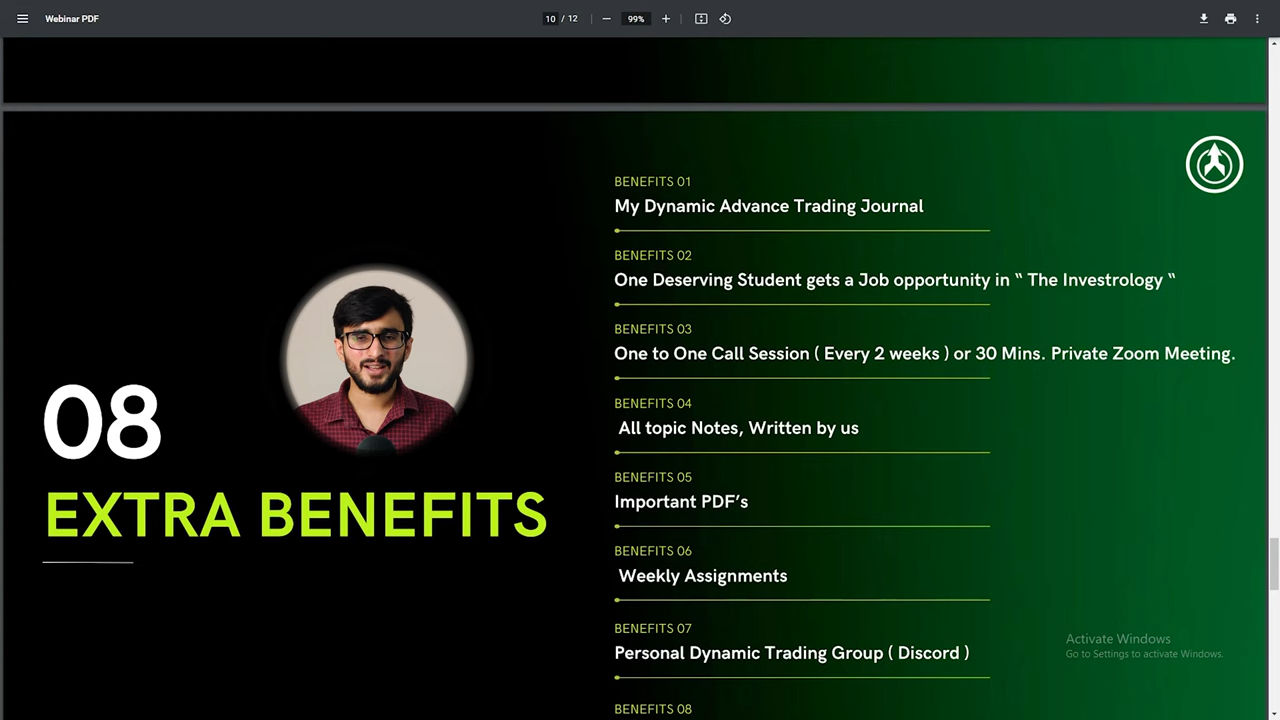 Webinar PDF
10 / 12
99%
BENEFITS 01
My Dynamic Advance Trading Journal
BENEFITS 02
One Deserving Student gets a Job opportunity in “ The Investrology “
BENEFITS 03
One to One Call Session ( Every 2 weeks ) or 30 Mins. Private Zoom Meeting.
BENEFITS 04
All topic Notes, Written by us
BENEFITS 05
Important PDF’s
BENEFITS 06
Weekly Assignments
BENEFITS 07
Personal Dynamic Trading Group ( Discord )
BENEFITS 08
08
EXTRA BENEFITS
Activate Windows
Go to Settings to activate Windows.